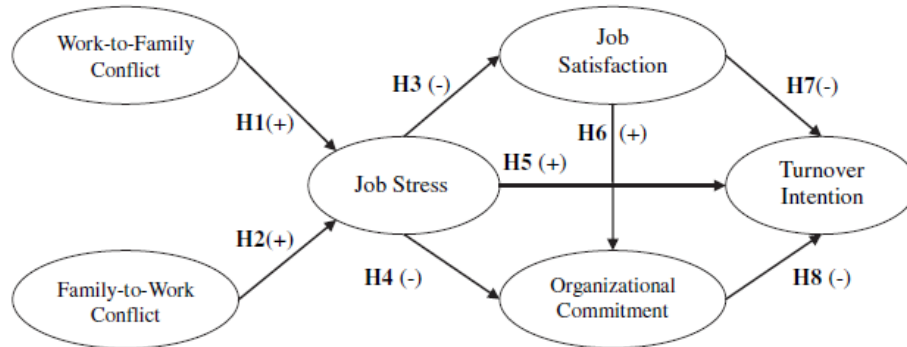 Work-to-Family
Conflict
Job
Satisfaction
H3 (-)
H7(-)
H1(+)
H6 (+)
H5 (+)
Job Stress
Turnover
Intention
H2(+)
H4 (-)
H8 (-)
Family-to-Work
Conflict
Organizational
Commitment